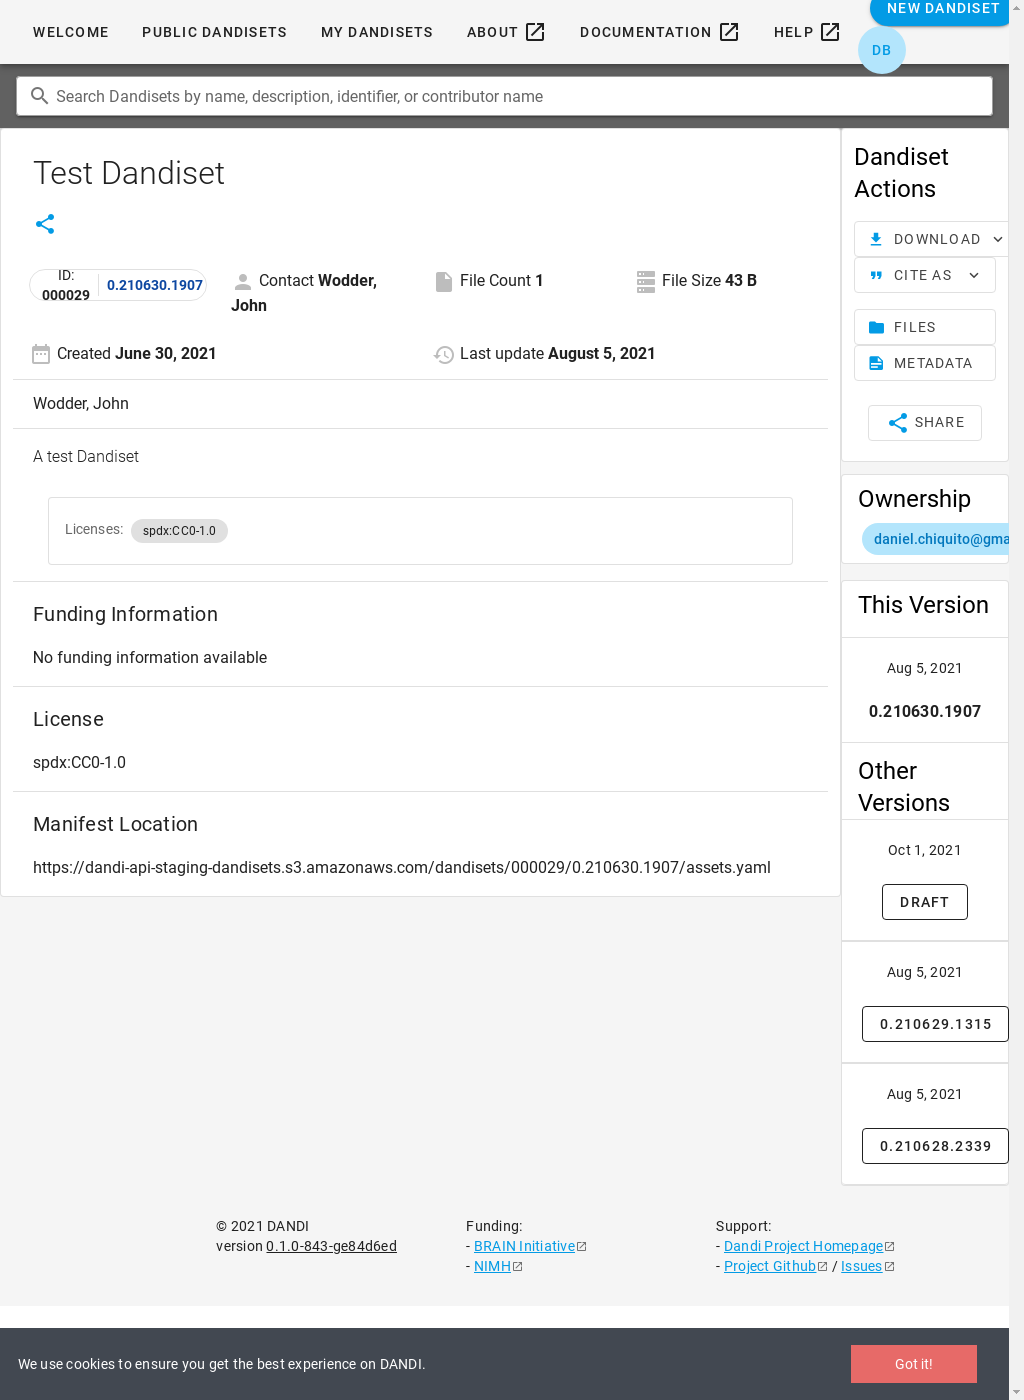 WELCOME PUBLIC DANDISETS MY DANDISETS ABOUT DOCUMENTATION HELP NEW DANDISET
DB
Search Dandisets by name, description, identifier, or contributor name
Test Dandiset
ID: 000029 0.210630.1907
Contact Wodder, John
File Count 1
File Size 43 B
Created June 30, 2021
Last update August 5, 2021
Wodder, John
A test Dandiset
Licenses: spdx:CC0-1.0
Funding Information
No funding information available
License
spdx:CC0-1.0
Manifest Location
https://dandi-api-staging-dandisets.s3.amazonaws.com/dandisets/000029/0.210630.1907/assets.yaml
Dandiset
Actions
DOWNLOAD
CITE AS
FILES
METADATA
SHARE
Ownership
daniel.chiquito@gma
This Version
Aug 5, 2021
0.210630.1907
Other
Versions
Oct 1, 2021
DRAFT
Aug 5, 2021
0.210629.1315
Aug 5, 2021
0.210628.2339
© 2021 DANDI
version 0.1.0-843-ge84d6ed
Funding:
- BRAIN Initiative
- NIMH
Support:
- Dandi Project Homepage
- Project Github / Issues
We use cookies to ensure you get the best experience on DANDI.
Got it!